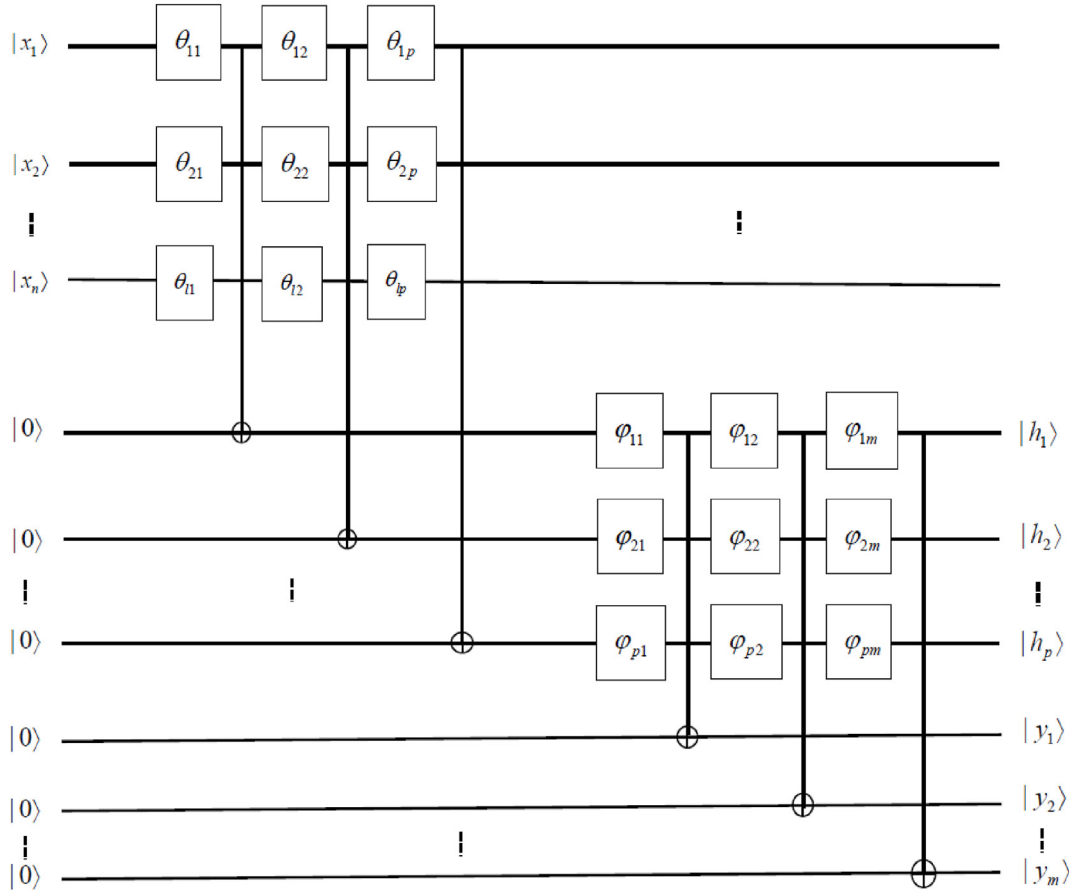 |x₁⟩ θ₁₁ θ₁₂ θ₁ₚ
|x₂⟩ θ₂₁ θ₂₂ θ₂ₚ
|xₙ⟩ θₗ₁ θₗ₂ θₗₚ
|0⟩ φ₁₁ φ₁₂ φ₁ₘ |h₁⟩
|0⟩ φ₂₁ φ₂₂ φ₂ₘ |h₂⟩
|0⟩ φₚ₁ φₚ₂ φₚₘ |hₚ⟩
|0⟩ |y₁⟩
|0⟩ |y₂⟩
|0⟩ |yₘ⟩